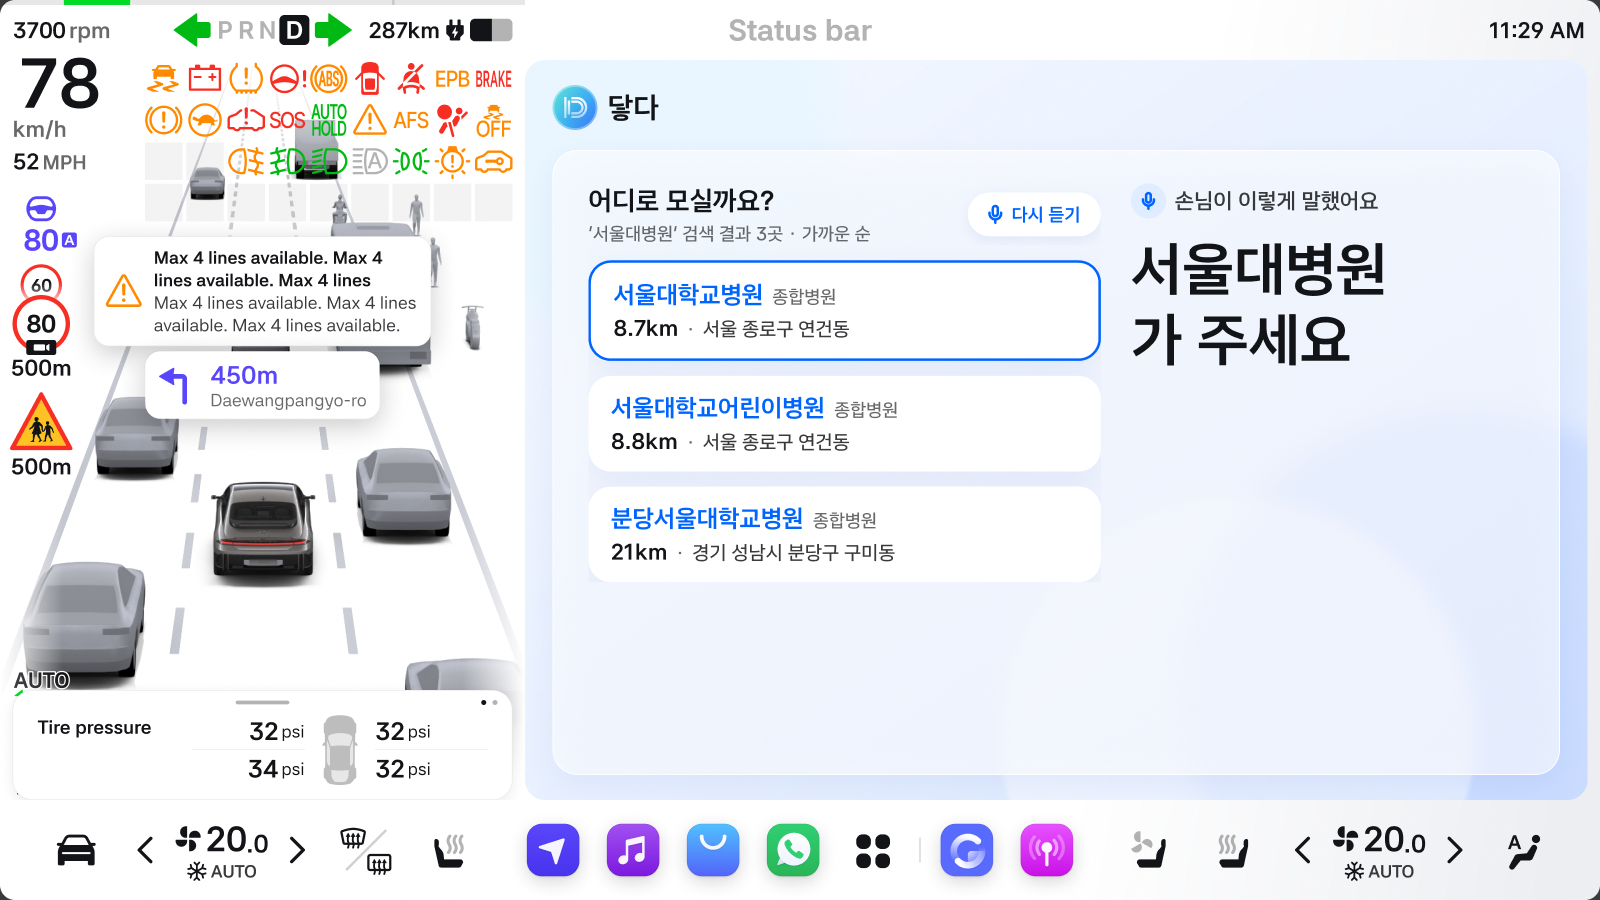 3700 rpm
P R N D
287km
Status bar
11:29 AM
78
km/h
52 MPH
ABS
EPB
BRAKE
SOS
AUTO HOLD
AFS
OFF
A
80 A
60
80
500m
500m
Max 4 lines available. Max 4
lines available. Max 4 lines
Max 4 lines available. Max 4 lines
available. Max 4 lines available.
450m
Daewangpangyo-ro
AUTO
Tire pressure
32 psi
32 psi
34 psi
32 psi
닿다
어디로 모실까요?
'서울대병원' 검색 결과 3곳 · 가까운 순
다시 듣기
서울대학교병원 종합병원
8.7km · 서울 종로구 연건동
서울대학교어린이병원 종합병원
8.8km · 서울 종로구 연건동
분당서울대학교병원 종합병원
21km · 경기 성남시 분당구 구미동
손님이 이렇게 말했어요
서울대병원
가 주세요
20.0
AUTO
20.0
AUTO
A